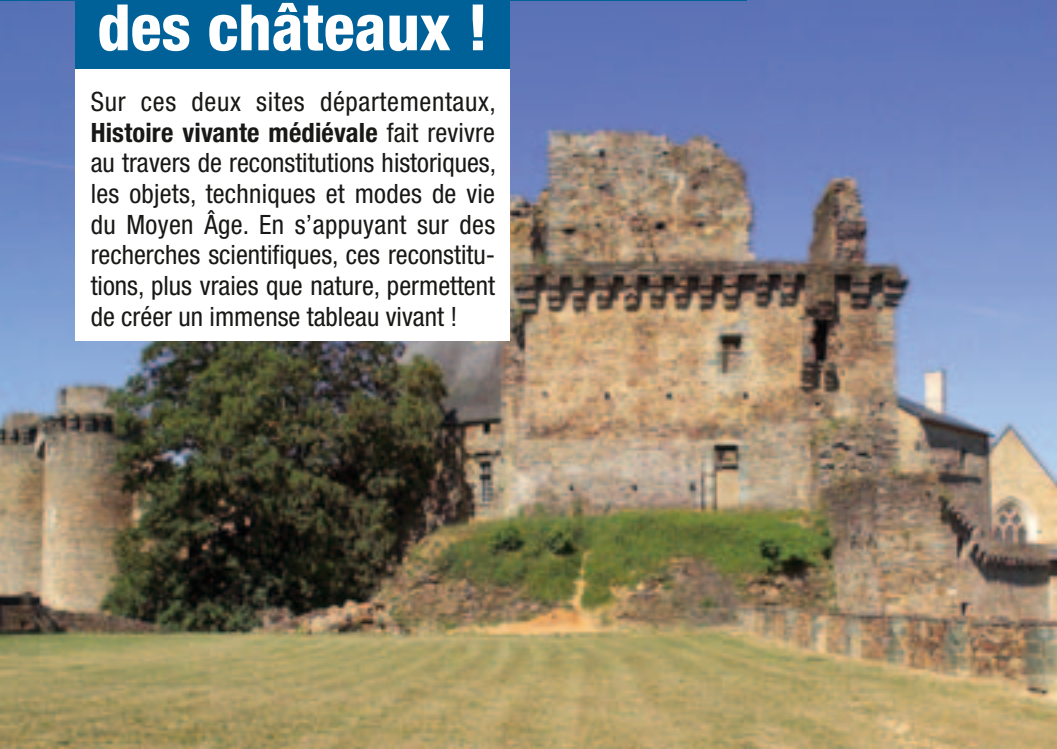 des châteaux !
Sur ces deux sites départementaux,
Histoire vivante médiévale fait revivre
au travers de reconstitutions historiques,
les objets, techniques et modes de vie
du Moyen Âge. En s’appuyant sur des
recherches scientifiques, ces reconstitu-
tions, plus vraies que nature, permettent
de créer un immense tableau vivant !